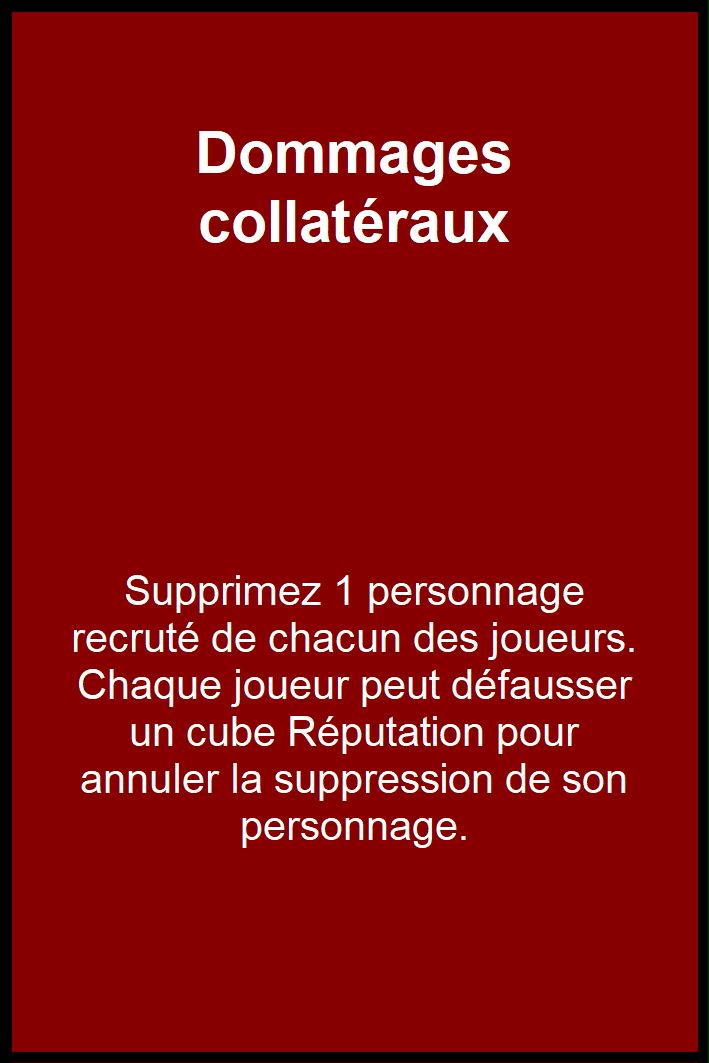 Dommages
collatéraux
Supprimez 1 personnage
recruté de chacun des joueurs.
Chaque joueur peut défausser
un cube Réputation pour
annuler la suppression de son
personnage.